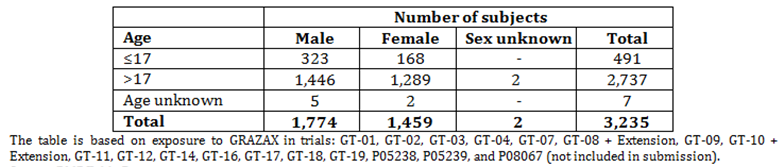 Number of subjects
Age Male Female Sex unknown Total
≤17 323 168 - 491
>17 1,446 1,289 2 2,737
Age unknown 5 2 - 7
Total 1,774 1,459 2 3,235
The table is based on exposure to GRAZAX in trials: GT-01, GT-02, GT-03, GT-04, GT-07, GT-08 + Extension, GT-09, GT-10 +
Extension, GT-11, GT-12, GT-14, GT-16, GT-17, GT-18, GT-19, P05238, P05239, and P08067 (not included in submission).